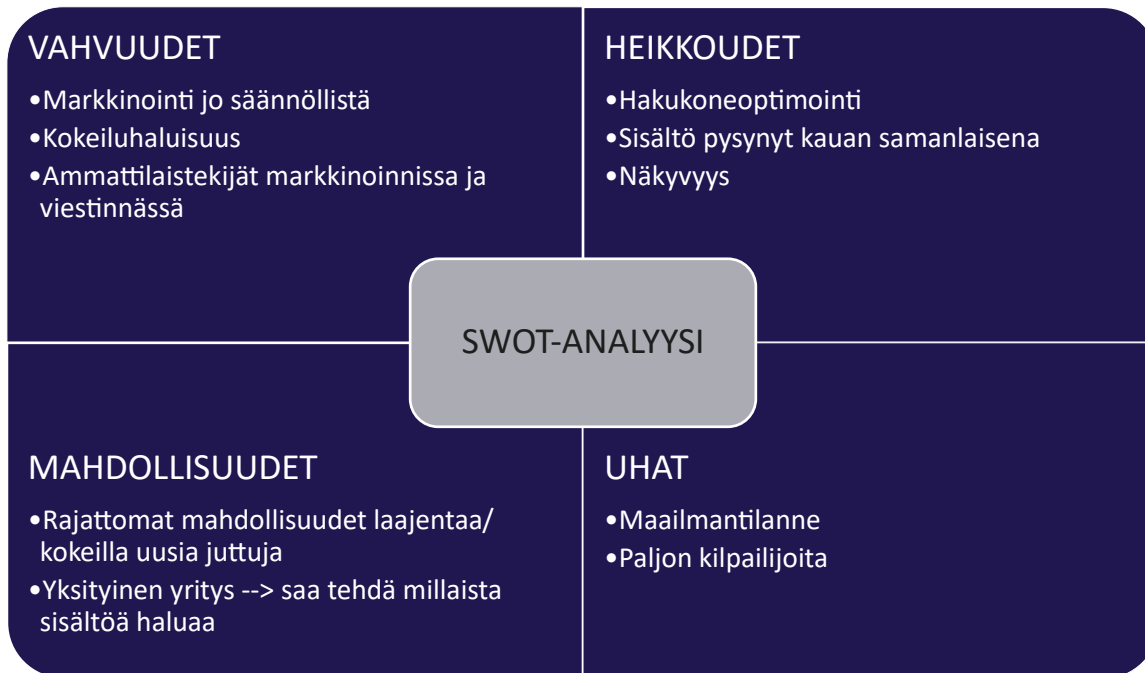 VAHVUUDET
•Markkinointi jo säännöllistä
•Kokeiluhaluisuus
•Ammattilaistekijät markkinoinnissa ja
viestinnässä
HEIKKOUDET
•Hakukoneoptimointi
•Sisältö pysynyt kauan samanlaisena
•Näkyvyys
SWOT-ANALYYSI
MAHDOLLISUUDET
•Rajattomat mahdollisuudet laajentaa/
kokeilla uusia juttuja
•Yksityinen yritys --> saa tehdä millaista
sisältöä haluaa
UHAT
•Maailmantilanne
•Paljon kilpailijoita